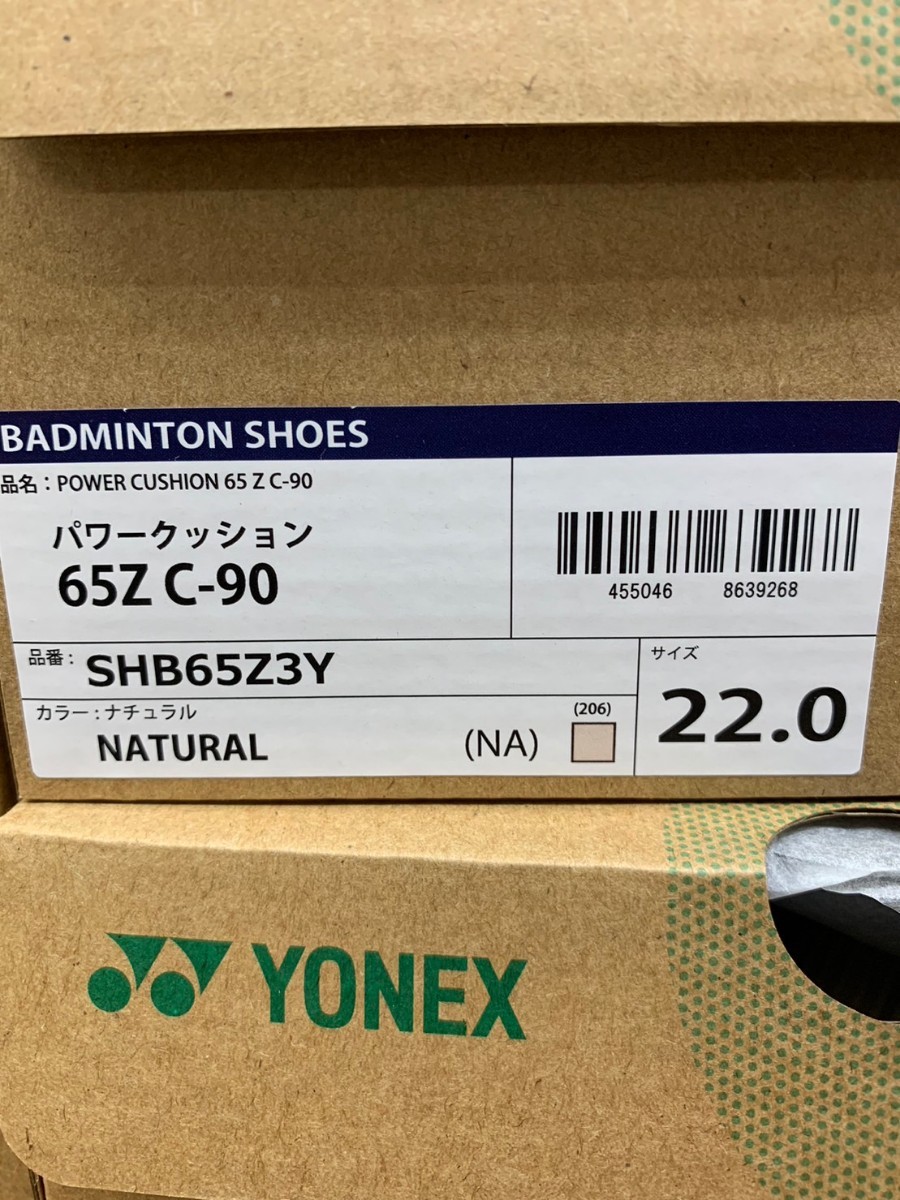 BADMINTON SHOES
品名：POWER CUSHION 65 Z C-90
パワークッション
65Z C-90
455046 8639268
品番： SHB65Z3Y
カラー：ナチュラル
NATURAL (NA) (206)
サイズ
22.0
YONEX